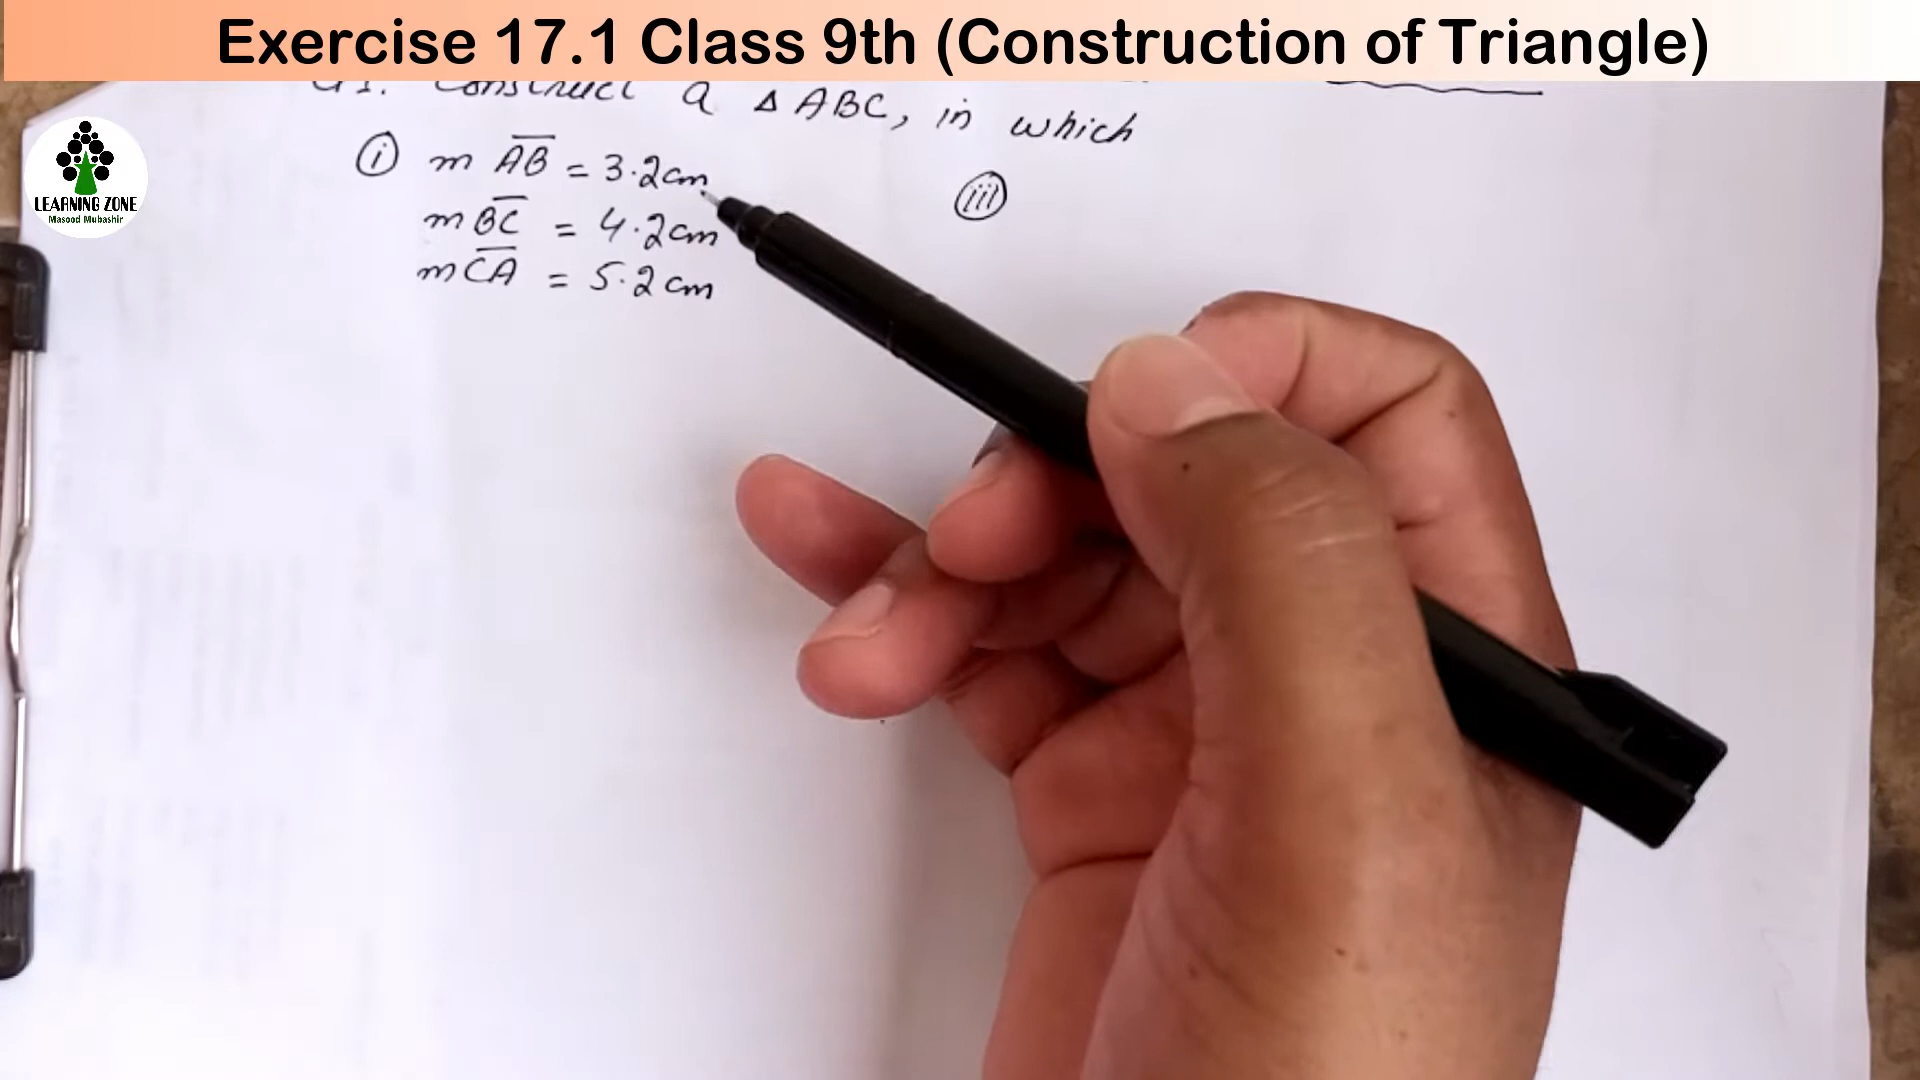 Exercise 17.1 Class 9th (Construction of Triangle)
Construct a △ ABC, in which
(i) m AB̅ = 3.2cm
m BC̅ = 4.2cm
m CA̅ = 5.2cm
(iii)
LEARNING ZONE
Masood Mubashir